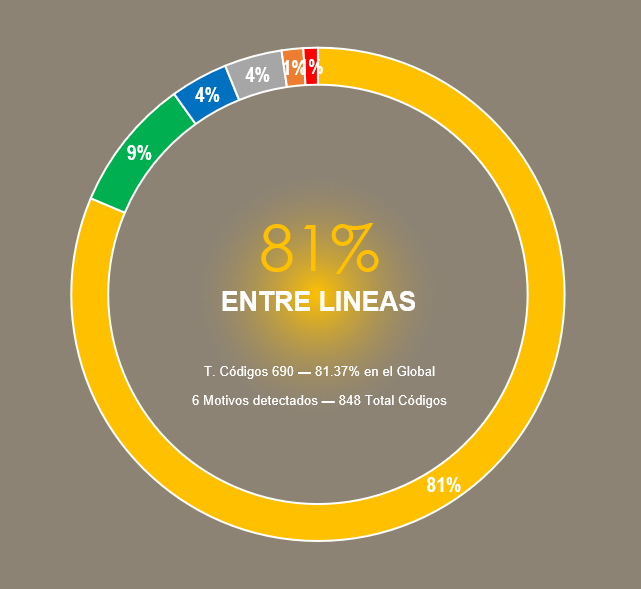 4%
4%
1%
1%
9%
81%
ENTRE LINEAS
T. Códigos 690 — 81.37% en el Global
6 Motivos detectados — 848 Total Códigos
81%